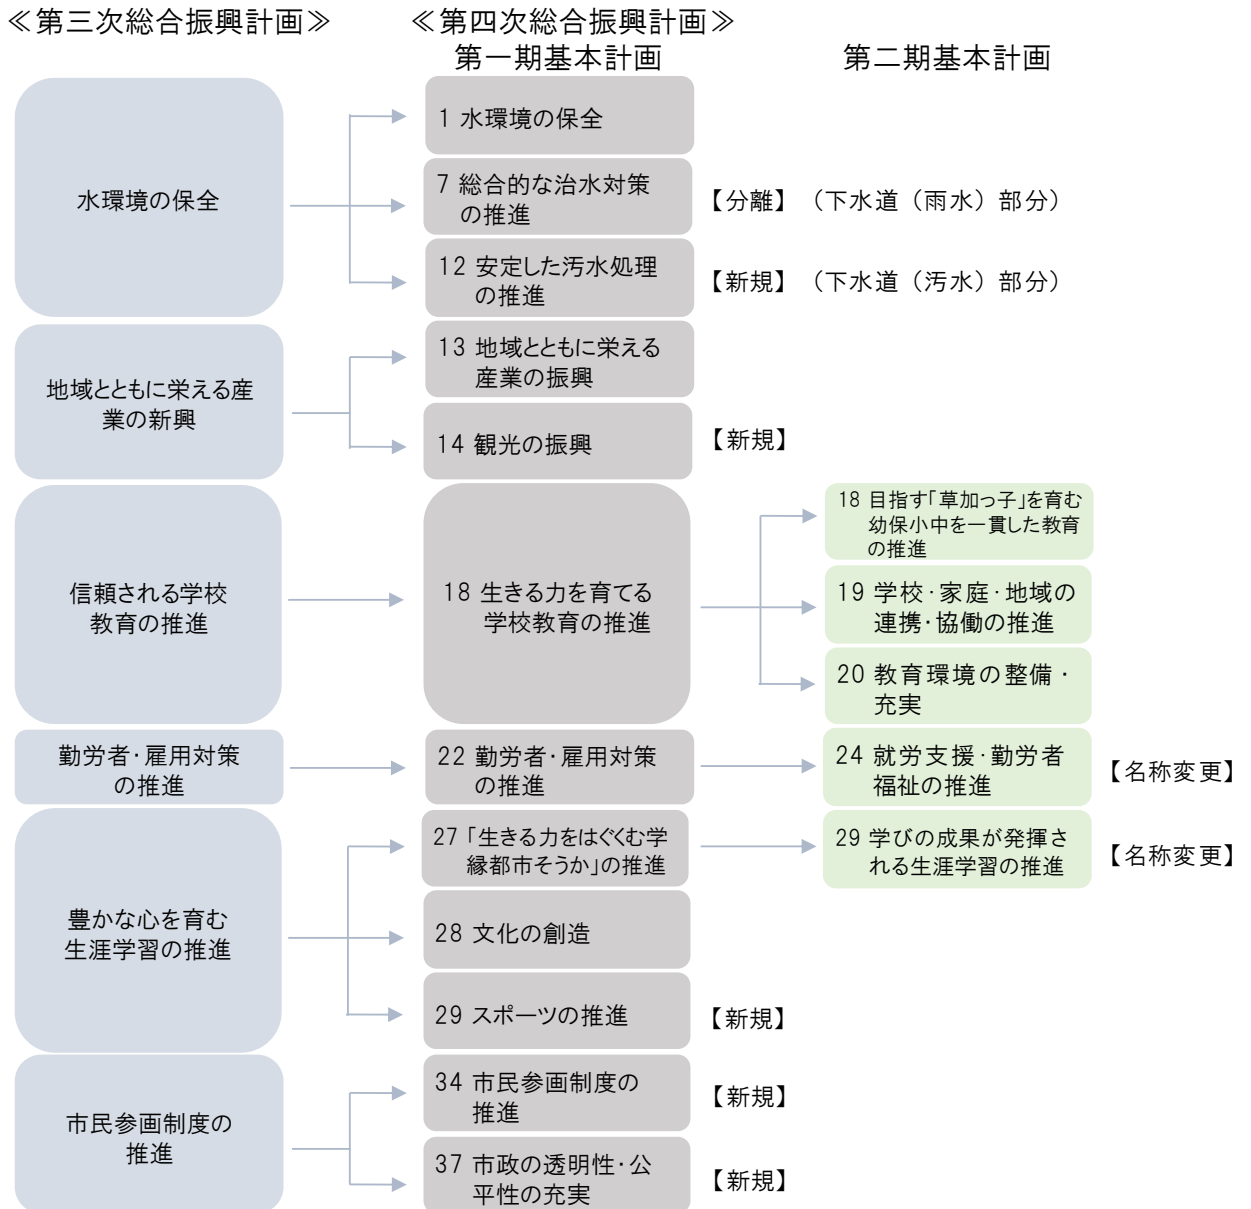 ≪第三次総合振興計画≫
≪第四次総合振興計画≫
第一期基本計画
第二期基本計画
水環境の保全
1 水環境の保全
7 総合的な治水対策
の推進
【分離】（下水道（雨水）部分）
12 安定した汚水処理
の推進
【新規】（下水道（汚水）部分）
地域とともに栄える産
業の新興
13 地域とともに栄える
産業の振興
14 観光の振興
【新規】
信頼される学校
教育の推進
18 生きる力を育てる
学校教育の推進
18 目指す「草加っ子」を育む
幼保小中を一貫した教育
の推進
19 学校・家庭・地域の
連携・協働の推進
20 教育環境の整備・
充実
勤労者・雇用対策
の推進
22 勤労者・雇用対策
の推進
24 就労支援・勤労者
福祉の推進
【名称変更】
豊かな心を育む
生涯学習の推進
27 「生きる力をはぐくむ学
縁都市そうか」の推進
29 学びの成果が発揮さ
れる生涯学習の推進
【名称変更】
28 文化の創造
29 スポーツの推進
【新規】
市民参画制度の
推進
34 市民参画制度の
推進
【新規】
37 市政の透明性・公
平性の充実
【新規】